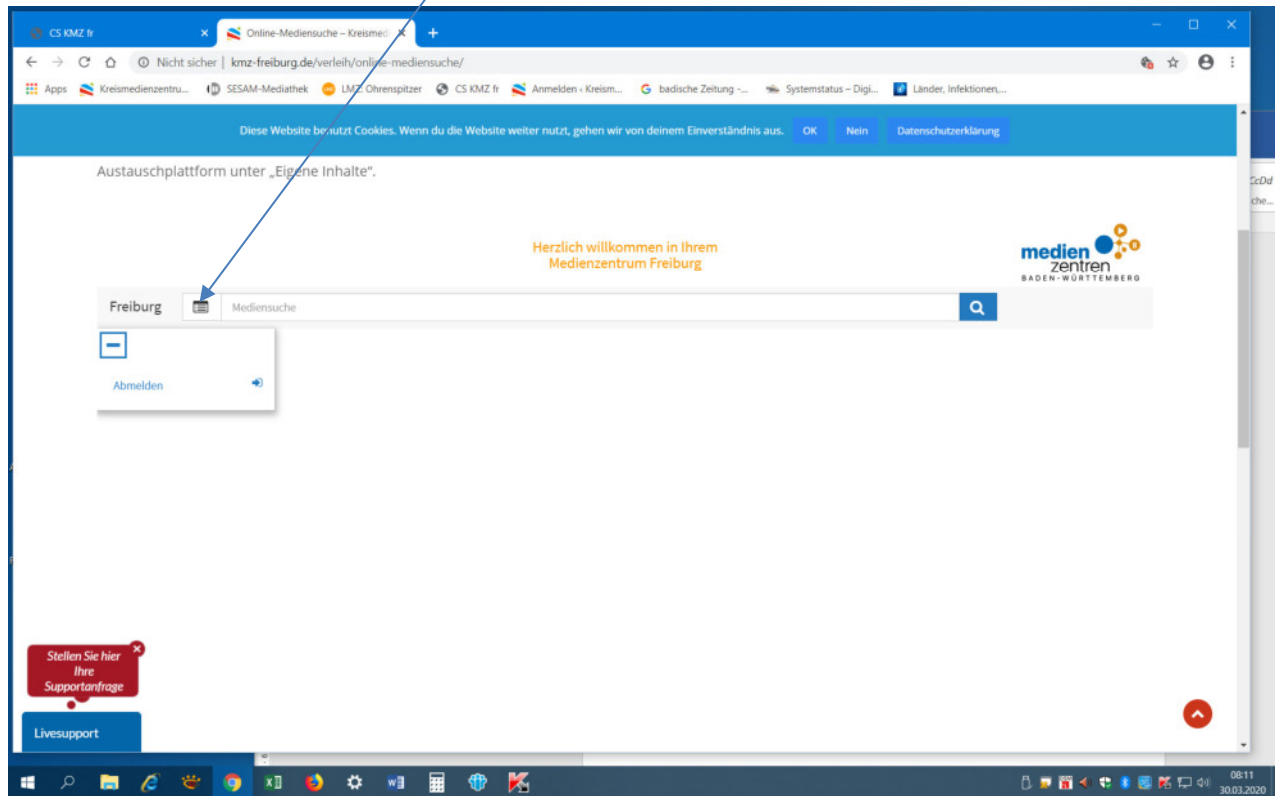 CS KMZ fr
Online-Mediensuche – Kreismed
Nicht sicher | kmz-freiburg.de/verleih/online-mediensuche/
Apps Kreismedienzentru... SESAM-Mediathek LMZ: Ohrenspitzer CS KMZ fr Anmelden ‹ Kreism... badische Zeitung -... Systemstatus – Digi... Länder, Infektionen,...
Diese Website benutzt Cookies. Wenn du die Website weiter nutzt, gehen wir von deinem Einverständnis aus. OK Nein Datenschutzerklärung
Austauschplattform unter „Eigene Inhalte“.
CcDd
che...
Herzlich willkommen in Ihrem
Medienzentrum Freiburg
medien
zentren
BADEN-WÜRTTEMBERG
Freiburg Mediensuche
Abmelden
Stellen Sie hier
Ihre
Supportanfrage
Livesupport
08:11
30.03.2020